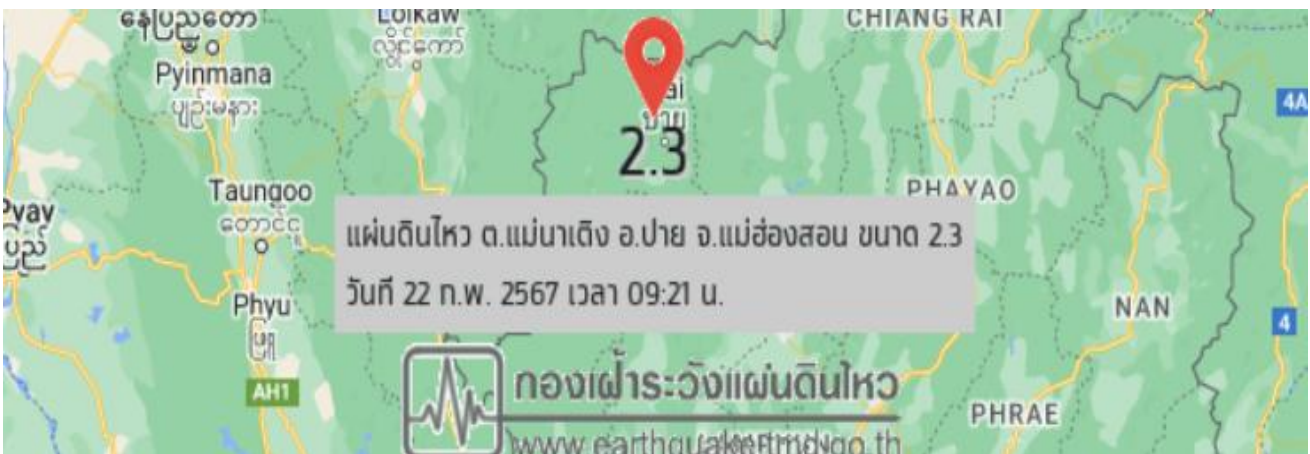 နေပြည်တော်
Loikaw
လွိုင်ကော်
CHIANG RAI
Pyinmana
ပျဉ်းမနား
ปาย
4A
2.3
Taungoo
တောင်ငူ
PHAYAO
ပြည်
แผ่นดินไหว ต.แม่นาเติง อ.ปาย จ.แม่ฮ่องสอน ขนาด 2.3
วันที่ 22 ก.พ. 2567 เวลา 09:21 น.
Phyu
ဖြူး
NAN
4
AH1
กองเฝ้าระวังแผ่นดินไหว
PHRAE
www.earthquake.tmd.go.th